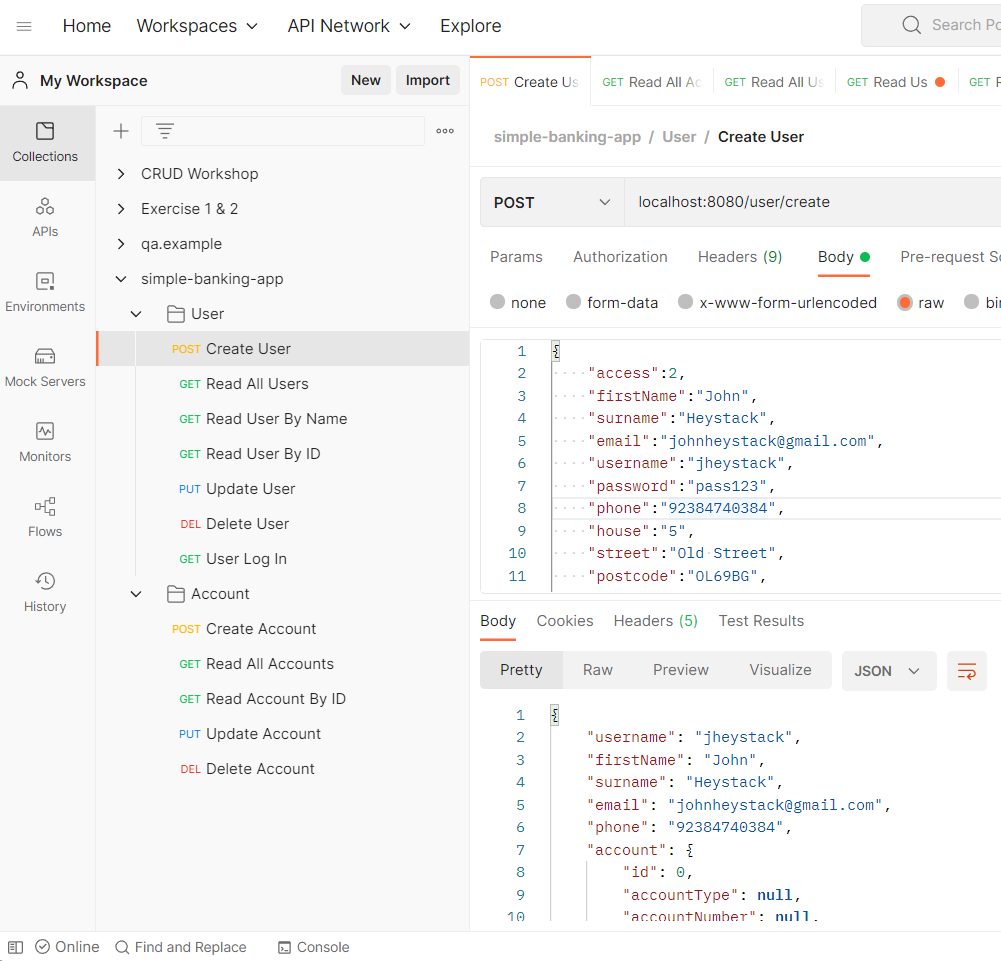 Home Workspaces API Network Explore Search Po
My Workspace New Import
POST Create Us GET Read All Ac GET Read All Us GET Read Us GET R
Collections
APIs
Environments
Mock Servers
Monitors
Flows
History
CRUD Workshop
Exercise 1 & 2
qa.example
simple-banking-app
User
POST Create User
GET Read All Users
GET Read User By Name
GET Read User By ID
PUT Update User
DEL Delete User
GET User Log In
Account
POST Create Account
GET Read All Accounts
GET Read Account By ID
PUT Update Account
DEL Delete Account
simple-banking-app / User / Create User
POST localhost:8080/user/create
Params Authorization Headers (9) Body Pre-request Sc
none form-data x-www-form-urlencoded raw bin
1 {
2 "access":2,
3 "firstName":"John",
4 "surname":"Heystack",
5 "email":"johnheystack@gmail.com",
6 "username":"jheystack",
7 "password":"pass123",
8 "phone":"92384740384",
9 "house":"5",
10 "street":"Old Street",
11 "postcode":"OL69BG",
Body Cookies Headers (5) Test Results
Pretty Raw Preview Visualize JSON
1 {
2 "username": "jheystack",
3 "firstName": "John",
4 "surname": "Heystack",
5 "email": "johnheystack@gmail.com",
6 "phone": "92384740384",
7 "account": {
8 "id": 0,
9 "accountType": null,
10 "accountNumber": null,
Online Find and Replace Console